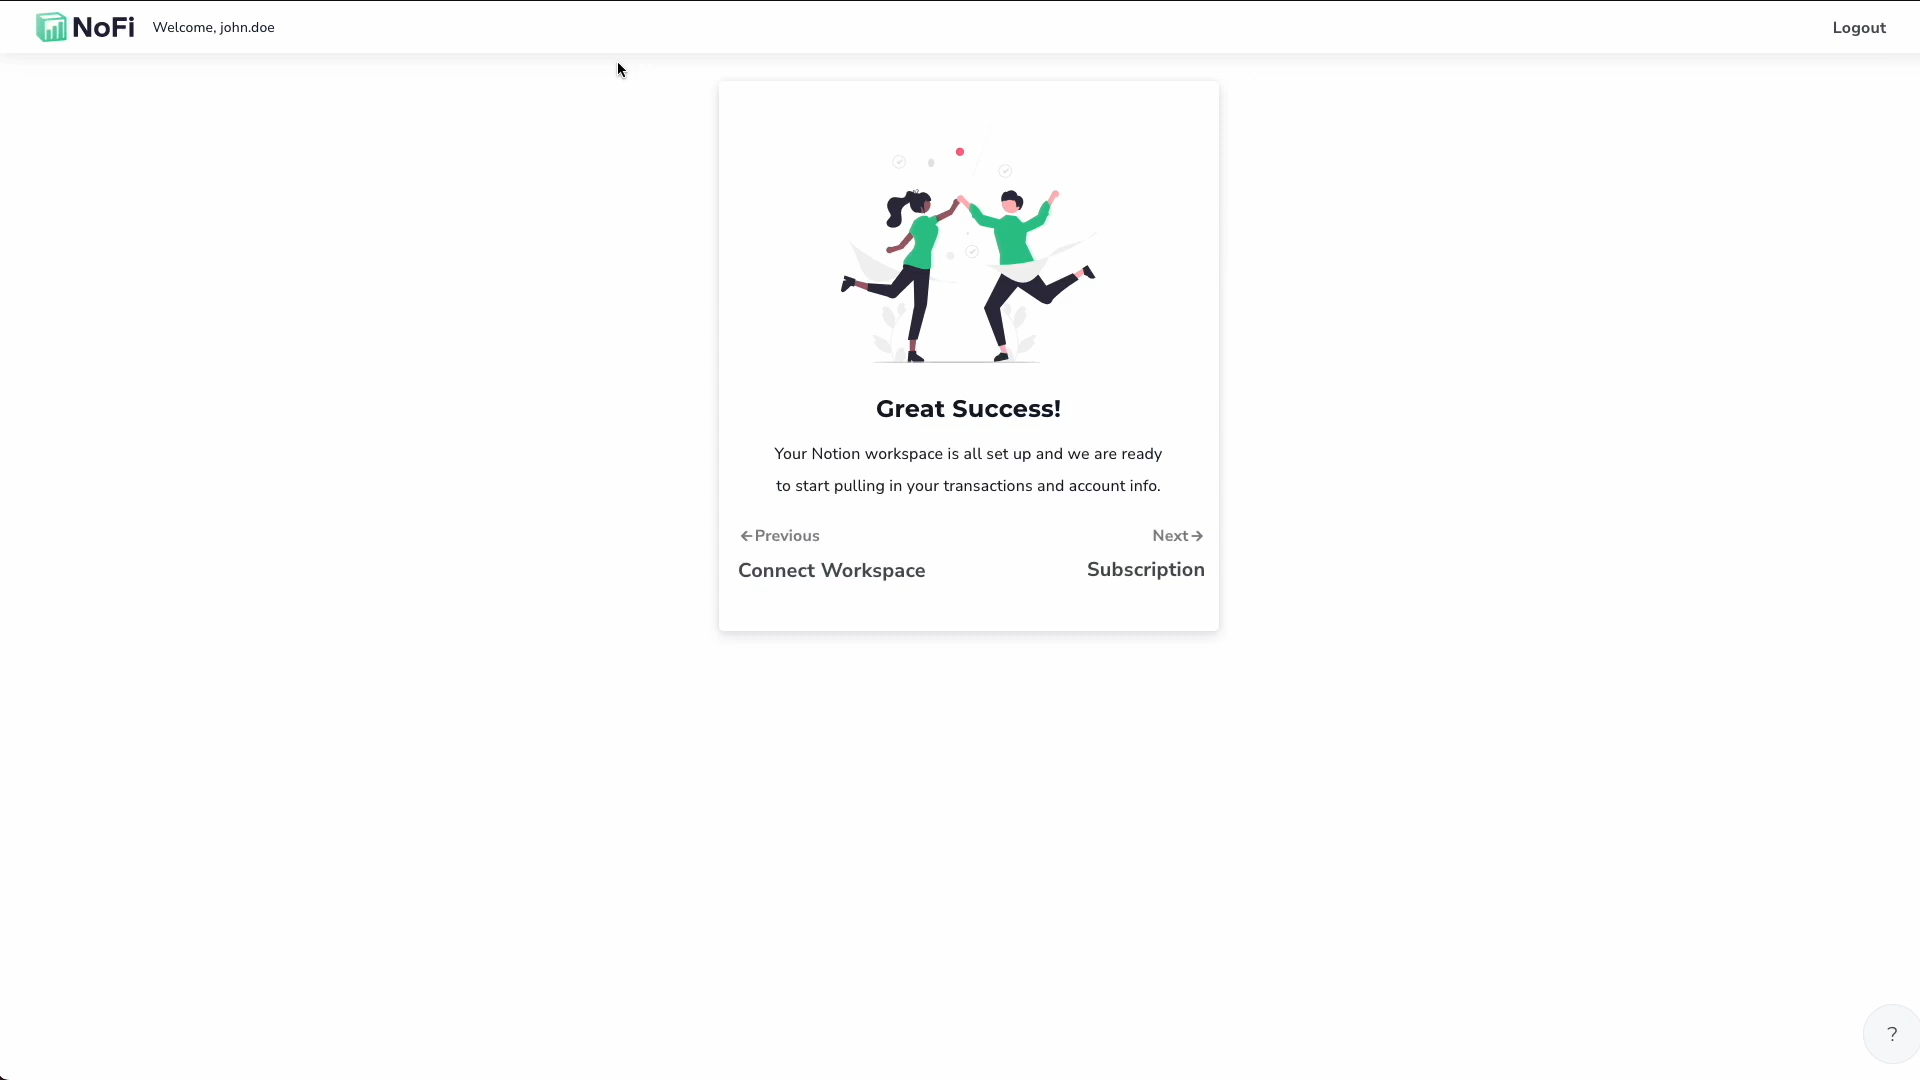 NoFi
Welcome, john.doe
Logout
Great Success!
Your Notion workspace is all set up and we are ready
to start pulling in your transactions and account info.
←Previous
Next→
Connect Workspace
Subscription
?